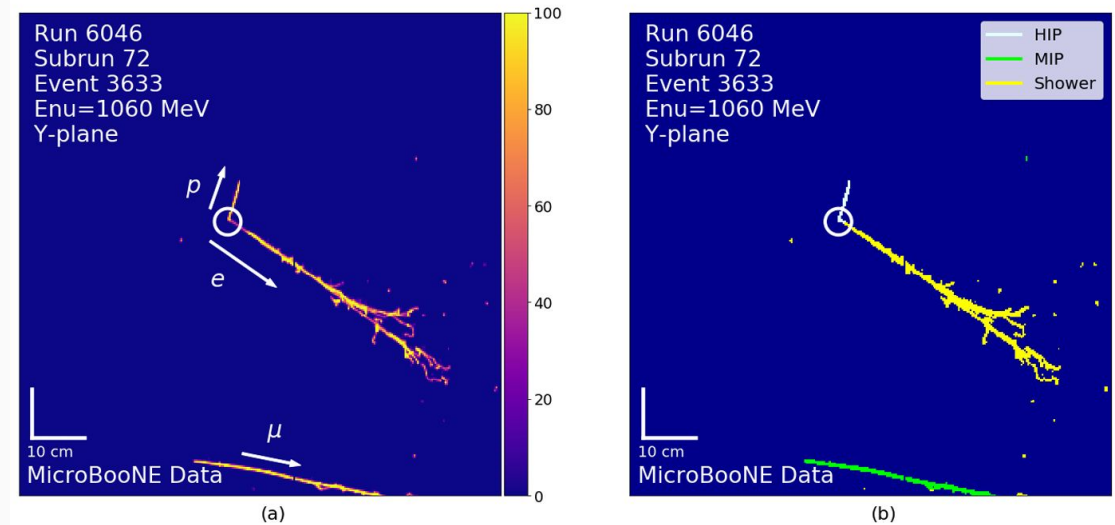 Run 6046
Subrun 72
Event 3633
Enu=1060 MeV
Y-plane
p
e
μ
10 cm
MicroBooNE Data
100
80
60
40
20
0
(a)
Run 6046
Subrun 72
Event 3633
Enu=1060 MeV
Y-plane
HIP
MIP
Shower
10 cm
MicroBooNE Data
(b)